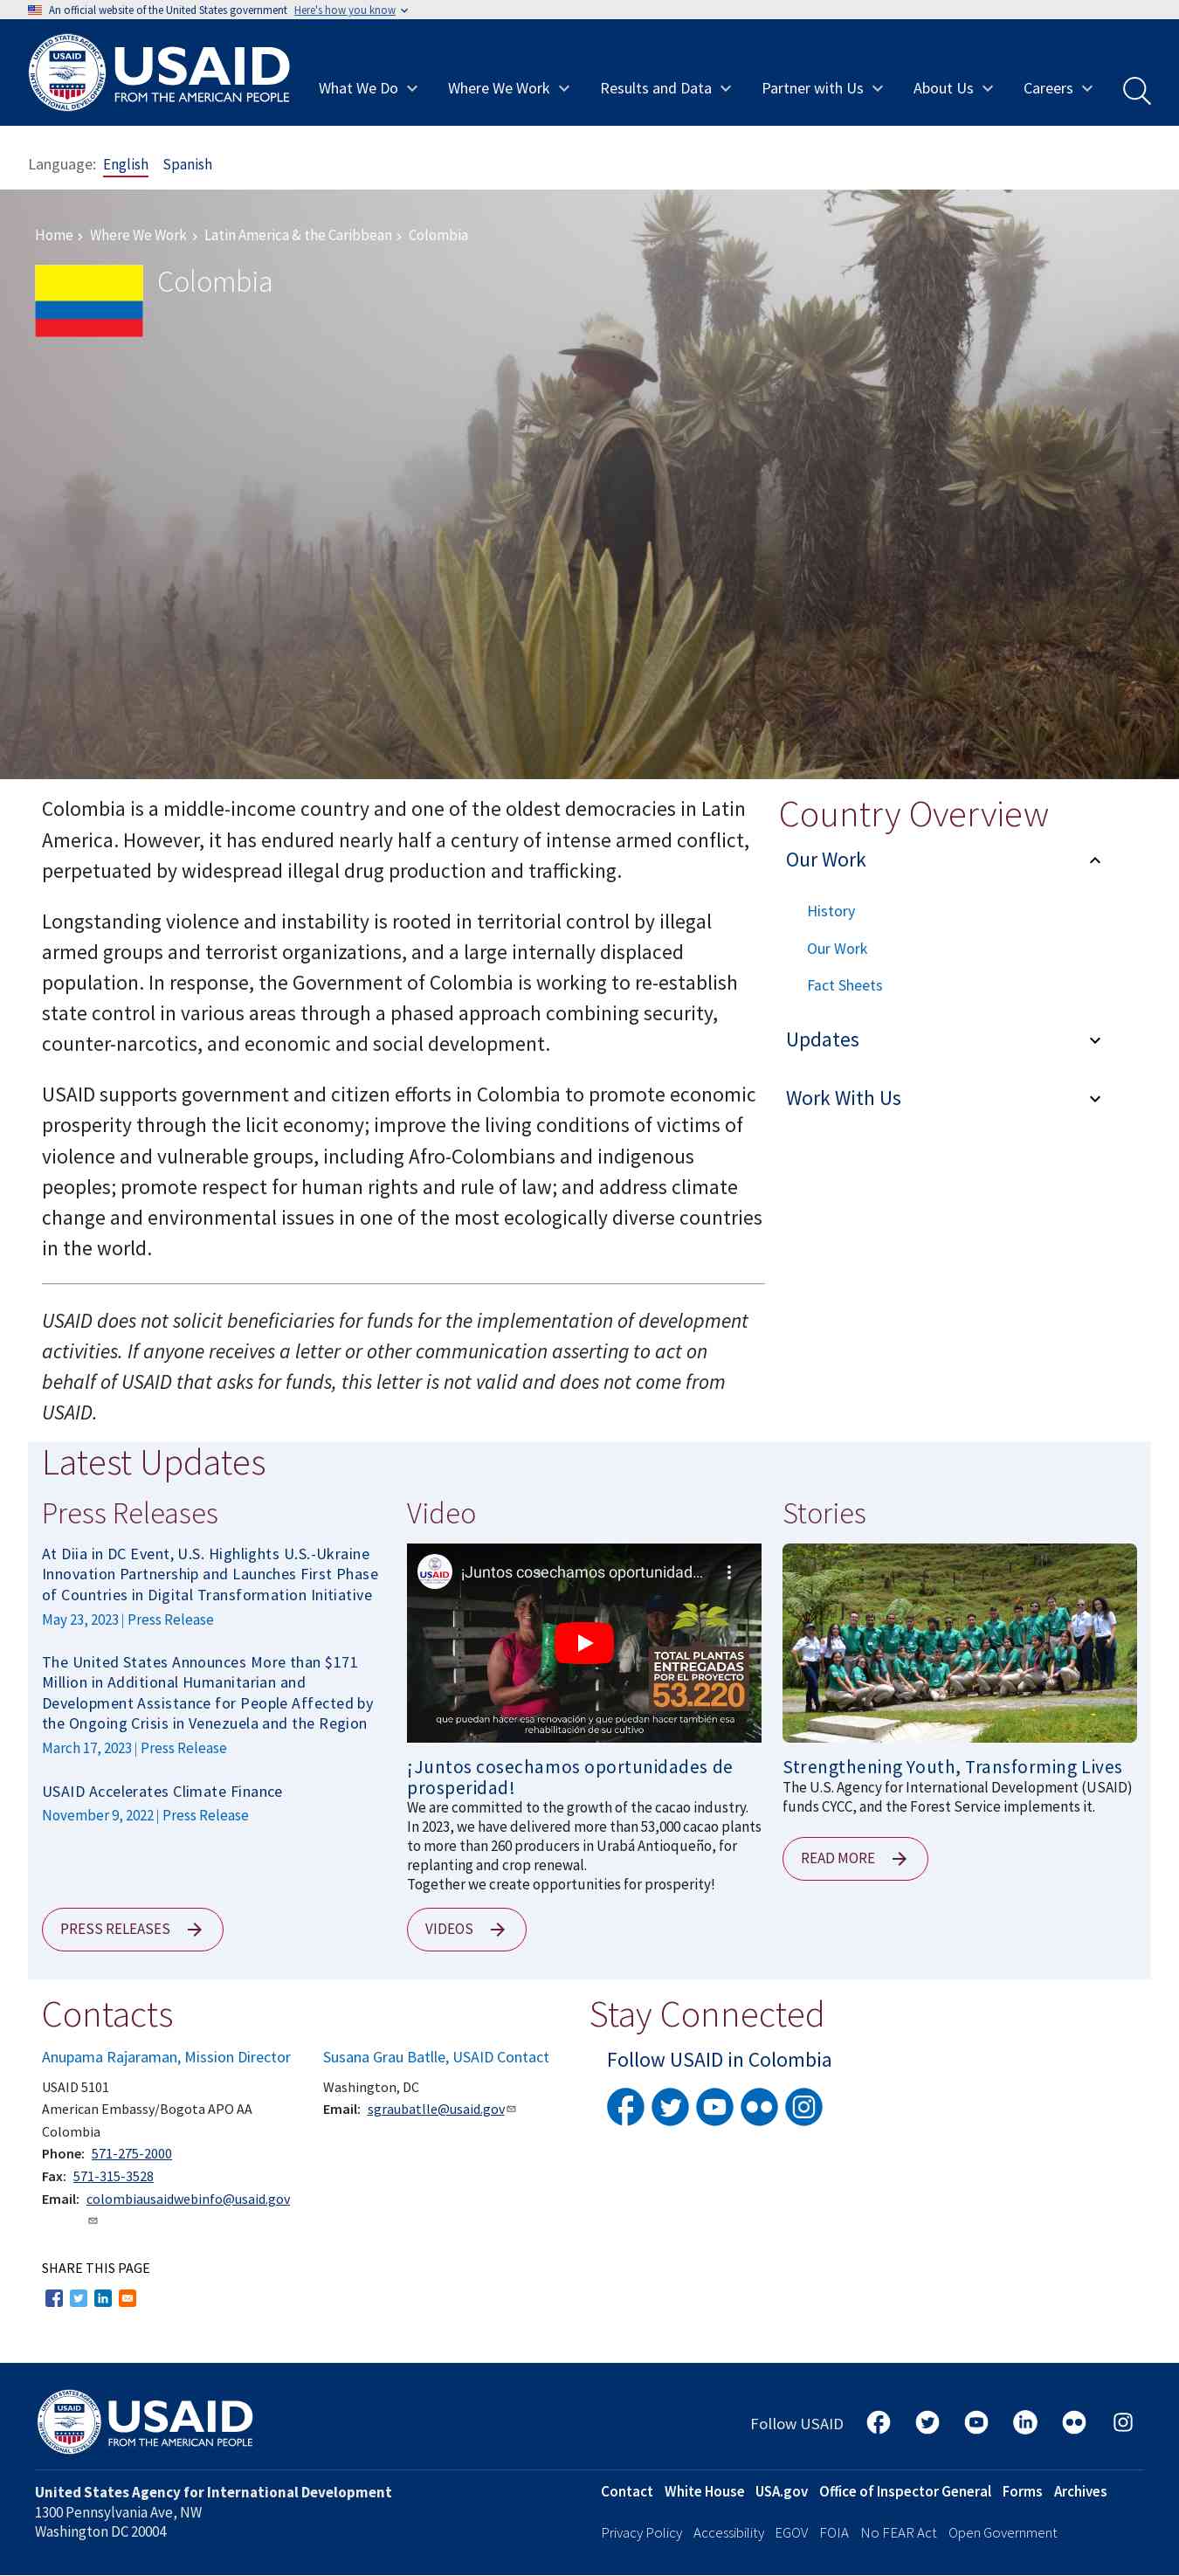 An official website of the United States government Here's how you know
USAID
USAID
FROM THE AMERICAN PEOPLE
What We Do
Where We Work
Results and Data
Partner with Us
About Us
Careers
Language: English Spanish
Home › Where We Work › Latin America & the Caribbean › Colombia
Colombia
Colombia is a middle-income country and one of the oldest democracies in Latin
America. However, it has endured nearly half a century of intense armed conflict,
perpetuated by widespread illegal drug production and trafficking.
Longstanding violence and instability is rooted in territorial control by illegal
armed groups and terrorist organizations, and a large internally displaced
population. In response, the Government of Colombia is working to re-establish
state control in various areas through a phased approach combining security,
counter-narcotics, and economic and social development.
USAID supports government and citizen efforts in Colombia to promote economic
prosperity through the licit economy; improve the living conditions of victims of
violence and vulnerable groups, including Afro-Colombians and indigenous
peoples; promote respect for human rights and rule of law; and address climate
change and environmental issues in one of the most ecologically diverse countries
in the world.
USAID does not solicit beneficiaries for funds for the implementation of development
activities. If anyone receives a letter or other communication asserting to act on
behalf of USAID that asks for funds, this letter is not valid and does not come from
USAID.
Country Overview
Our Work
History
Our Work
Fact Sheets
Updates
Work With Us
Latest Updates
Press Releases
At Diia in DC Event, U.S. Highlights U.S.-Ukraine
Innovation Partnership and Launches First Phase
of Countries in Digital Transformation Initiative
May 23, 2023 | Press Release
The United States Announces More than $171
Million in Additional Humanitarian and
Development Assistance for People Affected by
the Ongoing Crisis in Venezuela and the Region
March 17, 2023 | Press Release
USAID Accelerates Climate Finance
November 9, 2022 | Press Release
PRESS RELEASES
Video
USAID
¡Juntos cosechamos oportunidad...
TOTAL PLANTAS
ENTREGADAS
POR EL PROYECTO
53.220
que puedan hacer esa renovación y que puedan hacer también esa
rehabilitación de su cultivo
¡Juntos cosechamos oportunidades de
prosperidad!
We are committed to the growth of the cacao industry.
In 2023, we have delivered more than 53,000 cacao plants
to more than 260 producers in Urabá Antioqueño, for
replanting and crop renewal.
Together we create opportunities for prosperity!
VIDEOS
Stories
Strengthening Youth, Transforming Lives
The U.S. Agency for International Development (USAID)
funds CYCC, and the Forest Service implements it.
READ MORE
Contacts
Anupama Rajaraman, Mission Director
USAID 5101
American Embassy/Bogota APO AA
Colombia
Phone: 571-275-2000
Fax: 571-315-3528
Email: colombiausaidwebinfo@usaid.gov
Susana Grau Batlle, USAID Contact
Washington, DC
Email: sgraubatlle@usaid.gov
Stay Connected
Follow USAID in Colombia
SHARE THIS PAGE
USAID
USAID
FROM THE AMERICAN PEOPLE
Follow USAID
United States Agency for International Development
1300 Pennsylvania Ave, NW
Washington DC 20004
Contact White House USA.gov Office of Inspector General Forms Archives
Privacy Policy Accessibility EGOV FOIA No FEAR Act Open Government